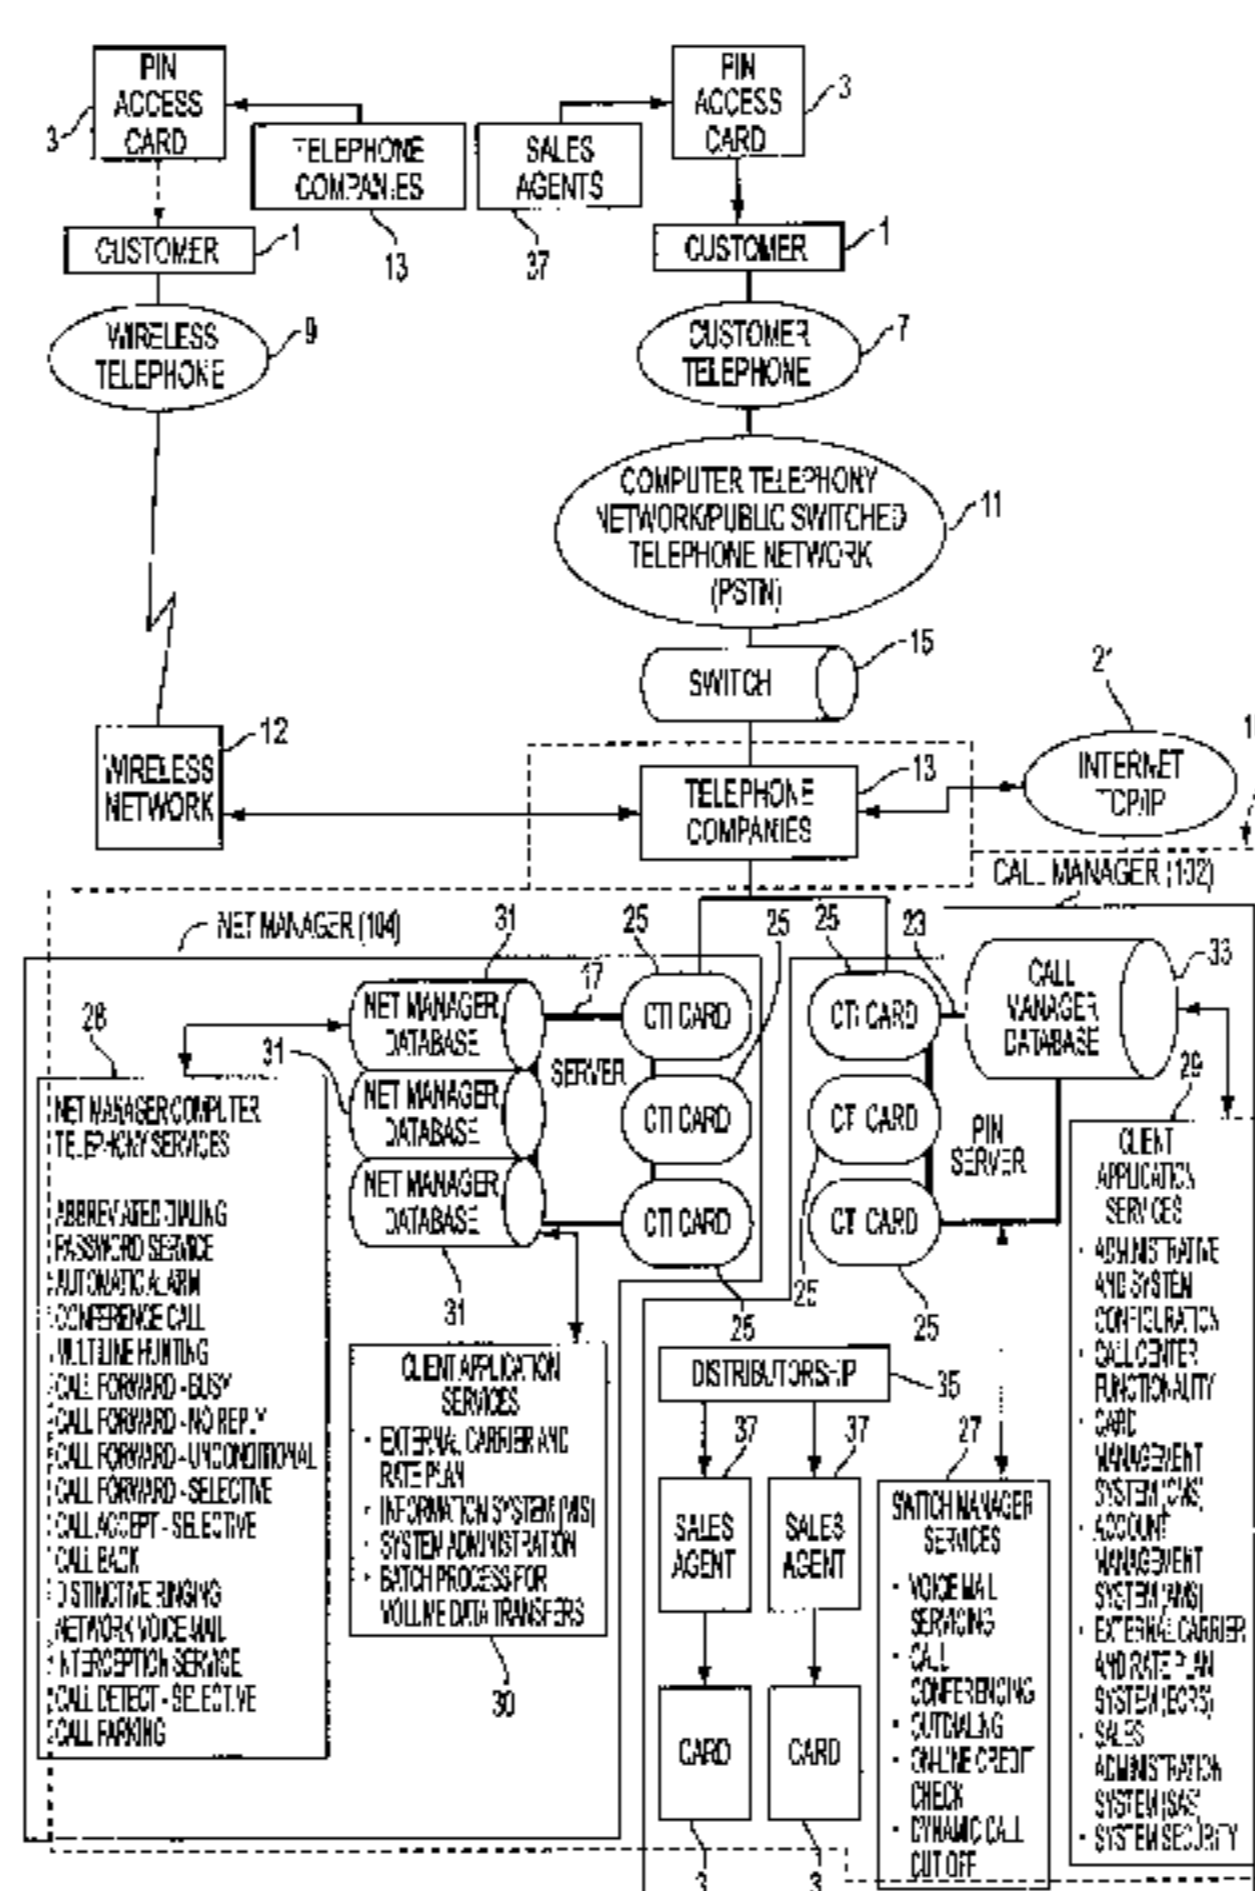 PIN
ACCESS
CARD
3
TELEPHONE
COMPANIES
13
SALES
AGENTS
37
PIN
ACCESS
CARD
3
CUSTOMER
1
CUSTOMER
1
WIRELESS
TELEPHONE
9
CUSTOMER
TELEPHONE
7
COMPUTER TELEPHONY
NETWORK/PUBLIC SWITCHED
TELEPHONE NETWORK
(PSTN)
11
SWITCH
15
WIRELESS
NETWORK
12
TELEPHONE
COMPANIES
13
INTERNET
TCP/IP
21
CALL MANAGER (102)
NET MANAGER (104)
31
25
25
25
23
33
NET MANAGER
DATABASE
17
CTI CARD
CTI CARD
CALL
MANAGER
DATABASE
28
31
NET MANAGER
DATABASE
SERVER
CTI CARD
CTI CARD
PIN
SERVER
29
NET MANAGER
DATABASE
31
CTI CARD
25
CTI CARD
25
25
NET MANAGER COMPUTER
TELEPHONY SERVICES
ABBREVIATED DIALING
PASSWORD SERVICE
AUTOMATIC ALARM
CONFERENCE CALL
MULTILINE HUNTING
CALL FORWARD - BUSY
CALL FORWARD - NO REPLY
CALL FORWARD - UNCONDITIONAL
CALL FORWARD - SELECTIVE
CALL ACCEPT - SELECTIVE
CALL BACK
DISTINCTIVE RINGING
NETWORK VOICE MAIL
INTERCEPTION SERVICE
CALL DETECT - SELECTIVE
CALL PARKING
CLIENT APPLICATION
SERVICES
• EXTERNAL CARRIER AND
RATE PLAN
• INFORMATION SYSTEM (MIS)
• SYSTEM ADMINISTRATION
• BATCH PROCESS FOR
VOLUME DATA TRANSFERS
30
DISTRIBUTORSHIP
35
37
37
SALES
AGENT
SALES
AGENT
CARD
CARD
3
3
27
SWITCH MANAGER
SERVICES
• VOICE MAIL
SERVICING
• CALL
CONFERENCING
• OUTDIALING
• ON-LINE CREDIT
CHECK
• DYNAMIC CALL
CUT OFF
CLIENT
APPLICATION
SERVICES
• ADMINISTRATIVE
AND SYSTEM
CONFIGURATION
• CALL CENTER
FUNCTIONALITY
• CARD
MANAGEMENT
SYSTEM (CMS)
• ACCOUNT
MANAGEMENT
SYSTEM (AMS)
• EXTERNAL CARRIER
AND RATE PLAN
SYSTEM (ECRS)
• SALES
ADMINISTRATION
SYSTEM (SAS)
• SYSTEM SECURITY